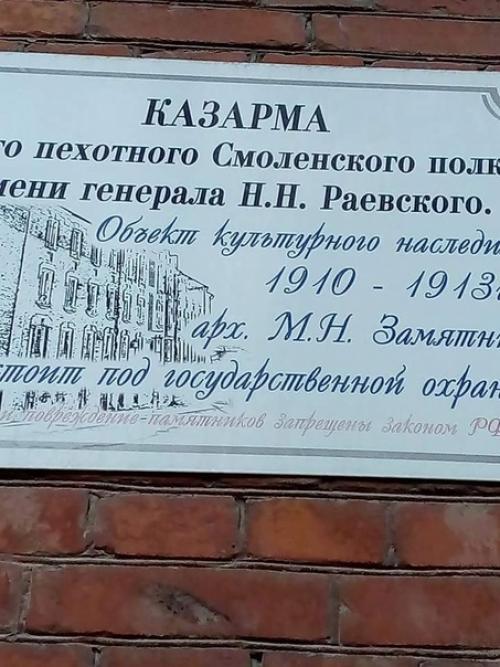 КАЗАРМА
го пехотного Смоленского полк
мени генерала Н.Н. Раевского.
Объект культурного наследи
1910 - 1913г
арх. М.Н. Замятн
стоит под государственной охран
и повреждение памятников запрещены законом РФ